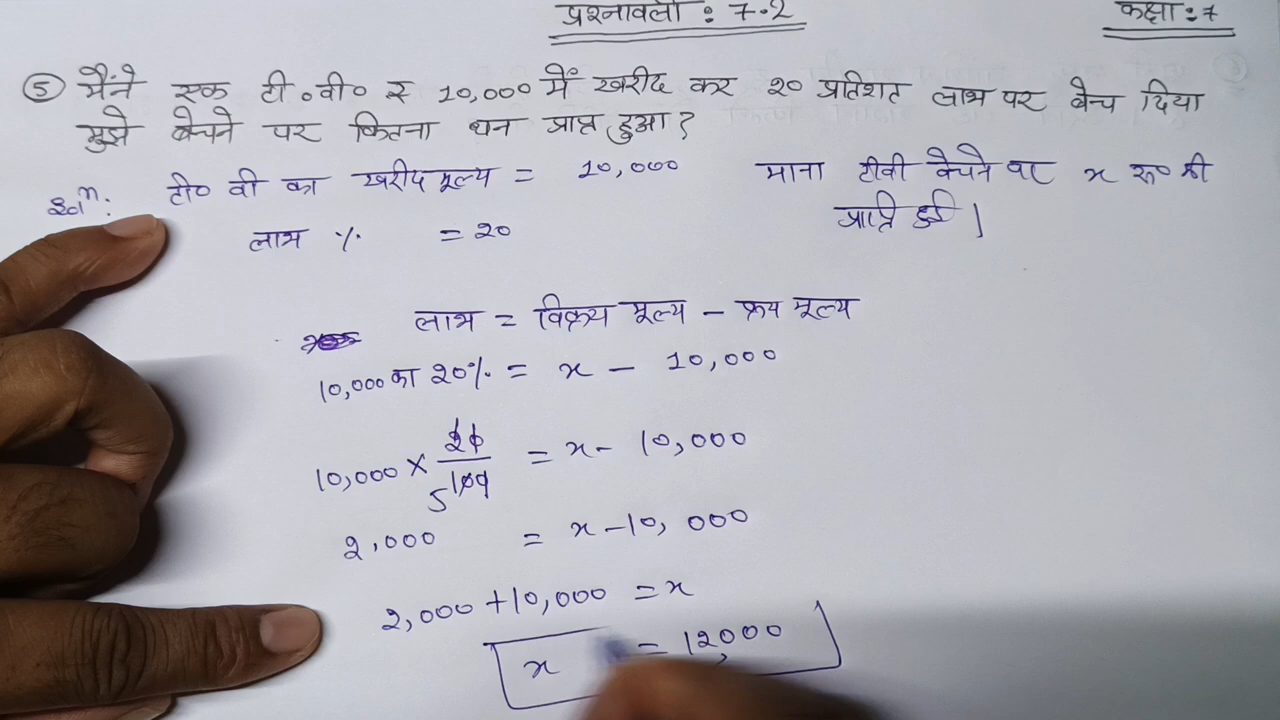 प्रश्नावली : 7.2
कक्षा : 7
⑤ मैंने एक टी॰वी॰ ₹ 10,000 में खरीद कर 20 प्रतिशत लाभ पर बेच दिया
मुझे बेचने पर कितना धन प्राप्त हुआ?
Solⁿ: टी॰ वी का खरीद मूल्य = 10,000
लाभ % = 20
माना टीवी बेचने पर x रू॰ की
प्राप्ति हुई |
लाभ = विक्रय मूल्य - क्रय मूल्य
10,000 का 20% = x - 10,000
10,000 × 20/100 = x - 10,000
2,000 = x - 10,000
2,000 + 10,000 = x
x = 12,000